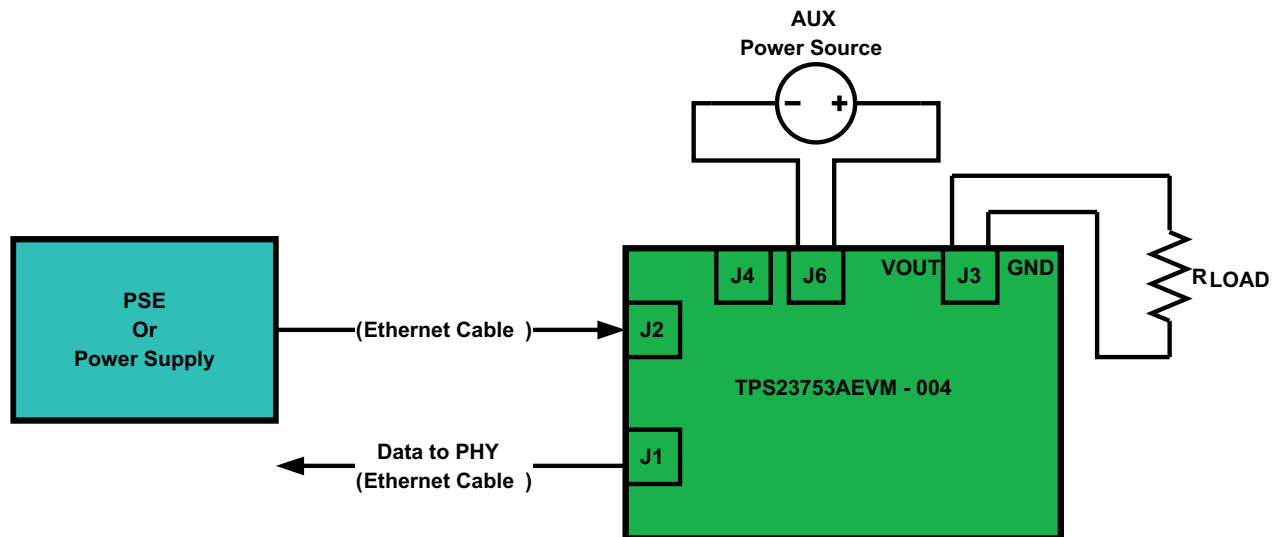 AUX
Power Source
- +
J4 J6 VOUT J3 GND
RLOAD
PSE
Or
Power Supply
(Ethernet Cable )
J2
TPS23753AEVM - 004
Data to PHY
(Ethernet Cable )
J1